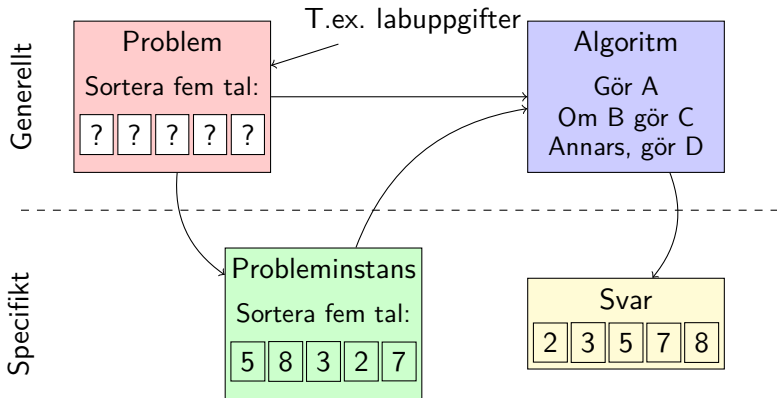 T.ex. labuppgifter
Generellt
Problem
Sortera fem tal:
? ? ? ? ?
Algoritm
Gör A
Om B gör C
Annars, gör D
Specifikt
Probleminstans
Sortera fem tal:
5 8 3 2 7
Svar
2 3 5 7 8